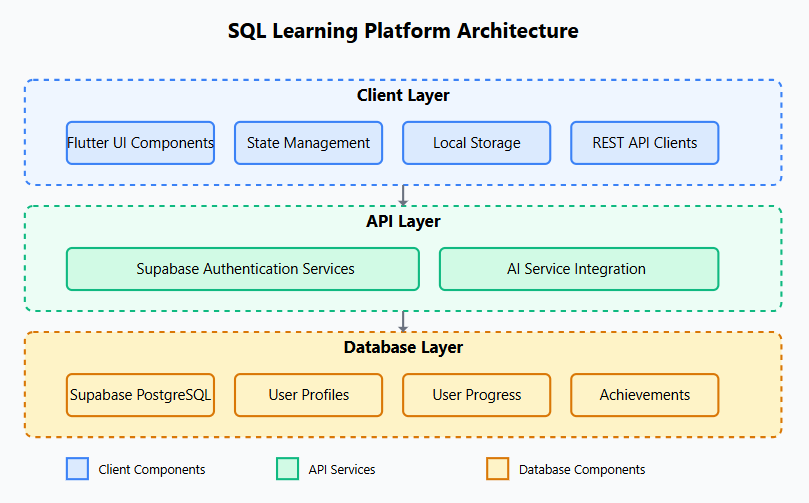 SQL Learning Platform Architecture
Client Layer
Flutter UI Components
State Management
Local Storage
REST API Clients
API Layer
Supabase Authentication Services
AI Service Integration
Database Layer
Supabase PostgreSQL
User Profiles
User Progress
Achievements
Client Components
API Services
Database Components